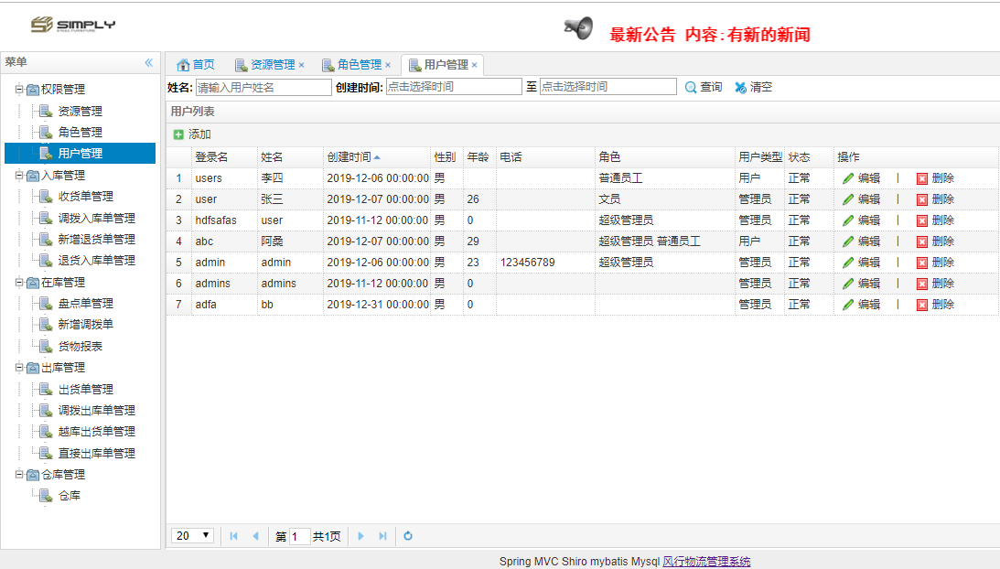 SIMPLY
最新公告 内容:有新的新闻
菜单
权限管理
资源管理
角色管理
用户管理
入库管理
收货单管理
调拨入库单管理
新增退货单管理
退货入库单管理
在库管理
盘点单管理
新增调拨单
货物报表
出库管理
出货单管理
调拨出库单管理
越库出货单管理
直接出库单管理
仓库管理
仓库
首页 资源管理 × 角色管理 × 用户管理 ×
姓名: 请输入用户姓名 创建时间: 点击选择时间 至 点击选择时间 查询 清空
用户列表
添加
登录名 姓名 创建时间 性别 年龄 电话 角色 用户类型 状态 操作
1 users 李四 2019-12-06 00:00:00 男 普通员工 用户 正常 编辑 | 删除
2 user 张三 2019-12-07 00:00:00 男 26 文员 管理员 正常 编辑 | 删除
3 hdfsafas user 2019-11-12 00:00:00 男 0 超级管理员 管理员 正常 编辑 | 删除
4 abc 阿桑 2019-12-07 00:00:00 男 29 超级管理员 普通员工 用户 正常 编辑 | 删除
5 admin admin 2019-12-06 00:00:00 男 23 123456789 超级管理员 管理员 正常 编辑 | 删除
6 admins admins 2019-11-12 00:00:00 男 0 管理员 正常 编辑 | 删除
7 adfa bb 2019-12-31 00:00:00 男 0 管理员 正常 编辑 | 删除
20 第 1 共1页
Spring MVC Shiro mybatis Mysql 风行物流管理系统